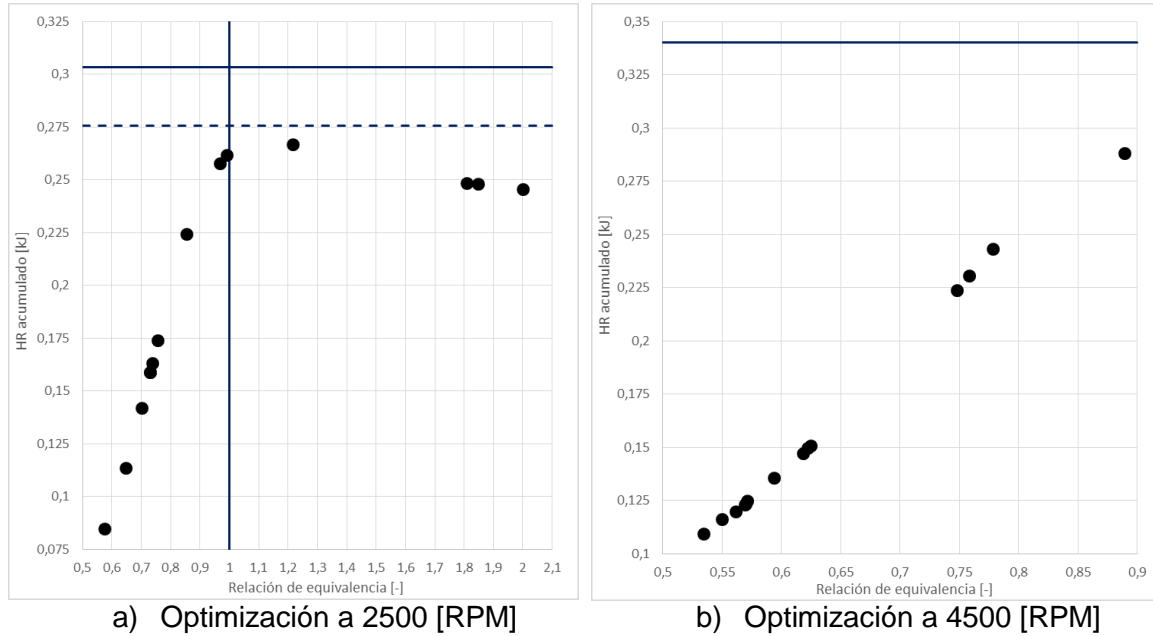 0,325
0,3
0,275
0,25
0,225
0,2
0,175
0,15
0,125
0,1
0,075
HR acumulado [kJ]
0,5 0,6 0,7 0,8 0,9 1 1,1 1,2 1,3 1,4 1,5 1,6 1,7 1,8 1,9 2 2,1
Relación de equivalencia [-]
a) Optimización a 2500 [RPM]
0,35
0,325
0,3
0,275
0,25
0,225
0,2
0,175
0,15
0,125
0,1
HR acumulado [kJ]
0,5 0,55 0,6 0,65 0,7 0,75 0,8 0,85 0,9
Relación de equivalencia [-]
b) Optimización a 4500 [RPM]